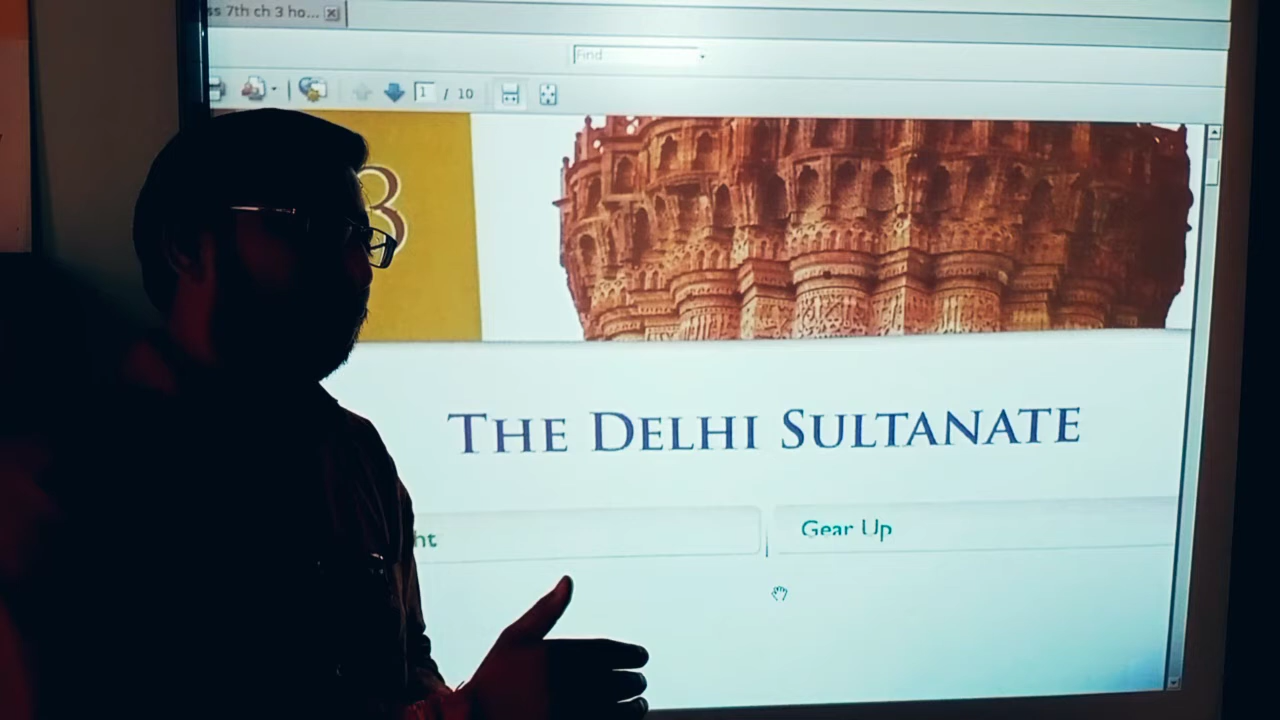 ss 7th ch 3 ho...
Find
1 / 10
3
THE DELHI SULTANATE
ht
Gear Up